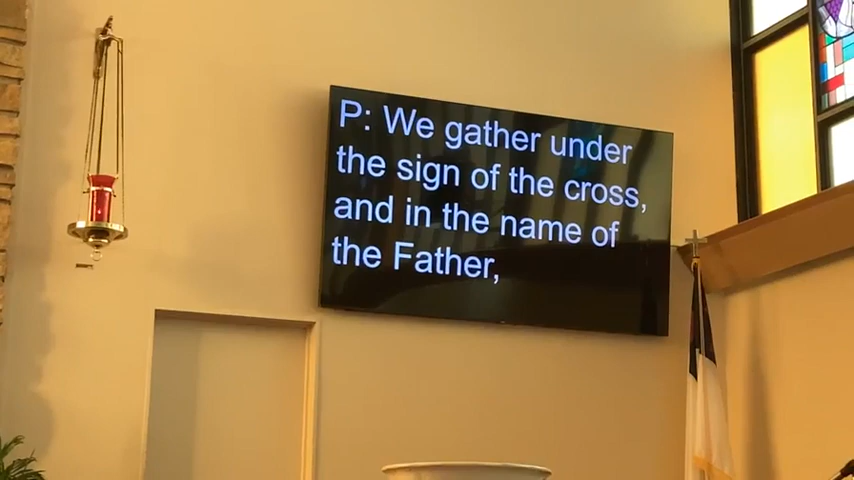 P: We gather under
the sign of the cross,
and in the name of
the Father,